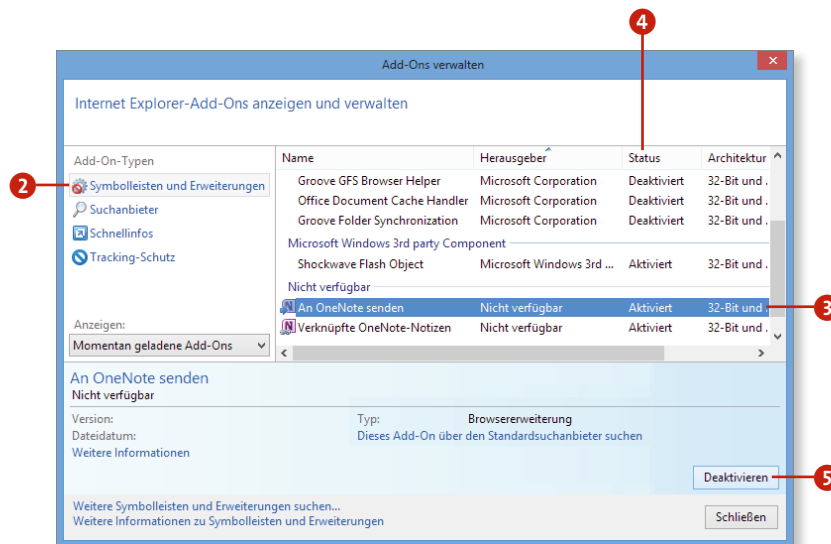 4
Add-Ons verwalten
Internet Explorer-Add-Ons anzeigen und verwalten
Add-On-Typen
2
Symbolleisten und Erweiterungen
Suchanbieter
Schnellinfos
Tracking-Schutz
Anzeigen:
Momentan geladene Add-Ons
Name Herausgeber Status Architektur
Groove GFS Browser Helper Microsoft Corporation Deaktiviert 32-Bit und .
Office Document Cache Handler Microsoft Corporation Deaktiviert 32-Bit und .
Groove Folder Synchronization Microsoft Corporation Deaktiviert 32-Bit und .
Microsoft Windows 3rd party Component
Shockwave Flash Object Microsoft Windows 3rd ... Aktiviert 32-Bit und .
Nicht verfügbar
An OneNote senden Nicht verfügbar Aktiviert 32-Bit und . 3
Verknüpfte OneNote-Notizen Nicht verfügbar Aktiviert 32-Bit und .
An OneNote senden
Nicht verfügbar
Version: Typ: Browsererweiterung
Dateidatum: Dieses Add-On über den Standardsuchanbieter suchen
Weitere Informationen
Deaktivieren 5
Weitere Symbolleisten und Erweiterungen suchen...
Weitere Informationen zu Symbolleisten und Erweiterungen
Schließen